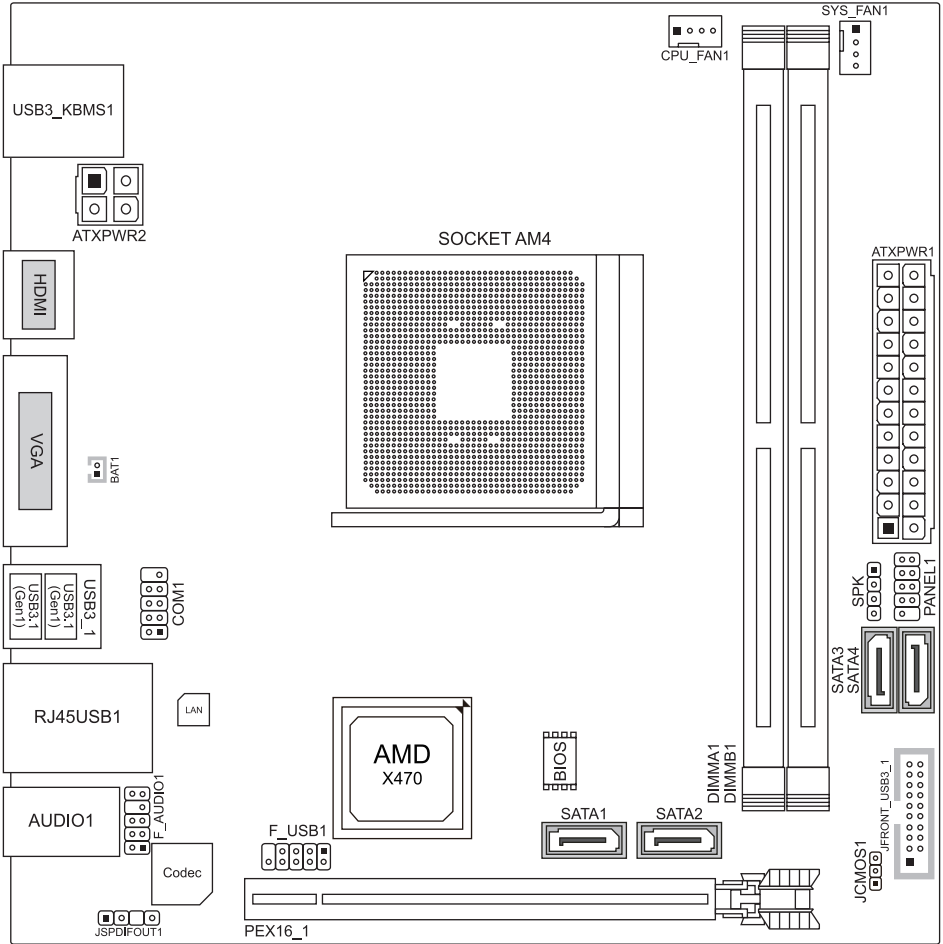 SYS_FAN1
CPU_FAN1
USB3_KBMS1
ATXPWR2
SOCKET AM4
ATXPWR1
HDMI
VGA
BAT1
USB3_1
USB3.1
(Gen1)
USB3.1
(Gen1)
COM1
SPK
PANEL1
SATA3
SATA4
RJ45USB1
LAN
AMD
X470
BIOS
DIMMA1
DIMMB1
JFRONT_USB3_1
AUDIO1
F_AUDIO1
F_USB1
SATA1
SATA2
JCMOS1
Codec
JSPDIFOUT1
PEX16_1